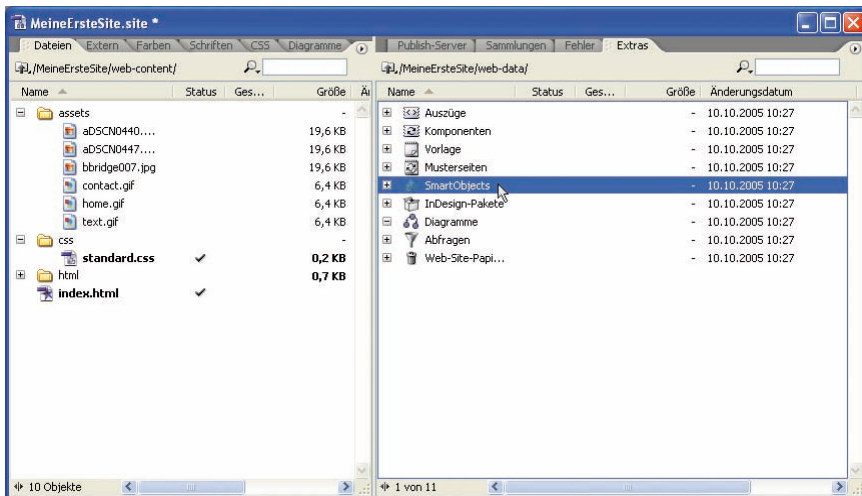 MeineErsteSite.site *
Dateien Extern Farben Schriften CSS Diagramme
./MeineErsteSite/web-content/
Name Status Ges... Größe Äi
assets -
aDSCN0440.... 19,6 KB
aDSCN0447.... 19,6 KB
bbridge007.jpg 19,6 KB
contact.gif 6,4 KB
home.gif 6,4 KB
text.gif 6,4 KB
css -
standard.css 0,2 KB
html 0,7 KB
index.html
10 Objekte
Publish-Server Sammlungen Fehler Extras
./MeineErsteSite/web-data/
Name Status Ges... Größe Änderungsdatum
Auszüge - 10.10.2005 10:27
Komponenten - 10.10.2005 10:27
Vorlage - 10.10.2005 10:27
Musterseiten - 10.10.2005 10:27
SmartObjects - 10.10.2005 10:27
InDesign-Pakete - 10.10.2005 10:27
Diagramme - 10.10.2005 10:27
Abfragen - 10.10.2005 10:27
Web-Site-Papi... - 10.10.2005 10:27
1 von 11